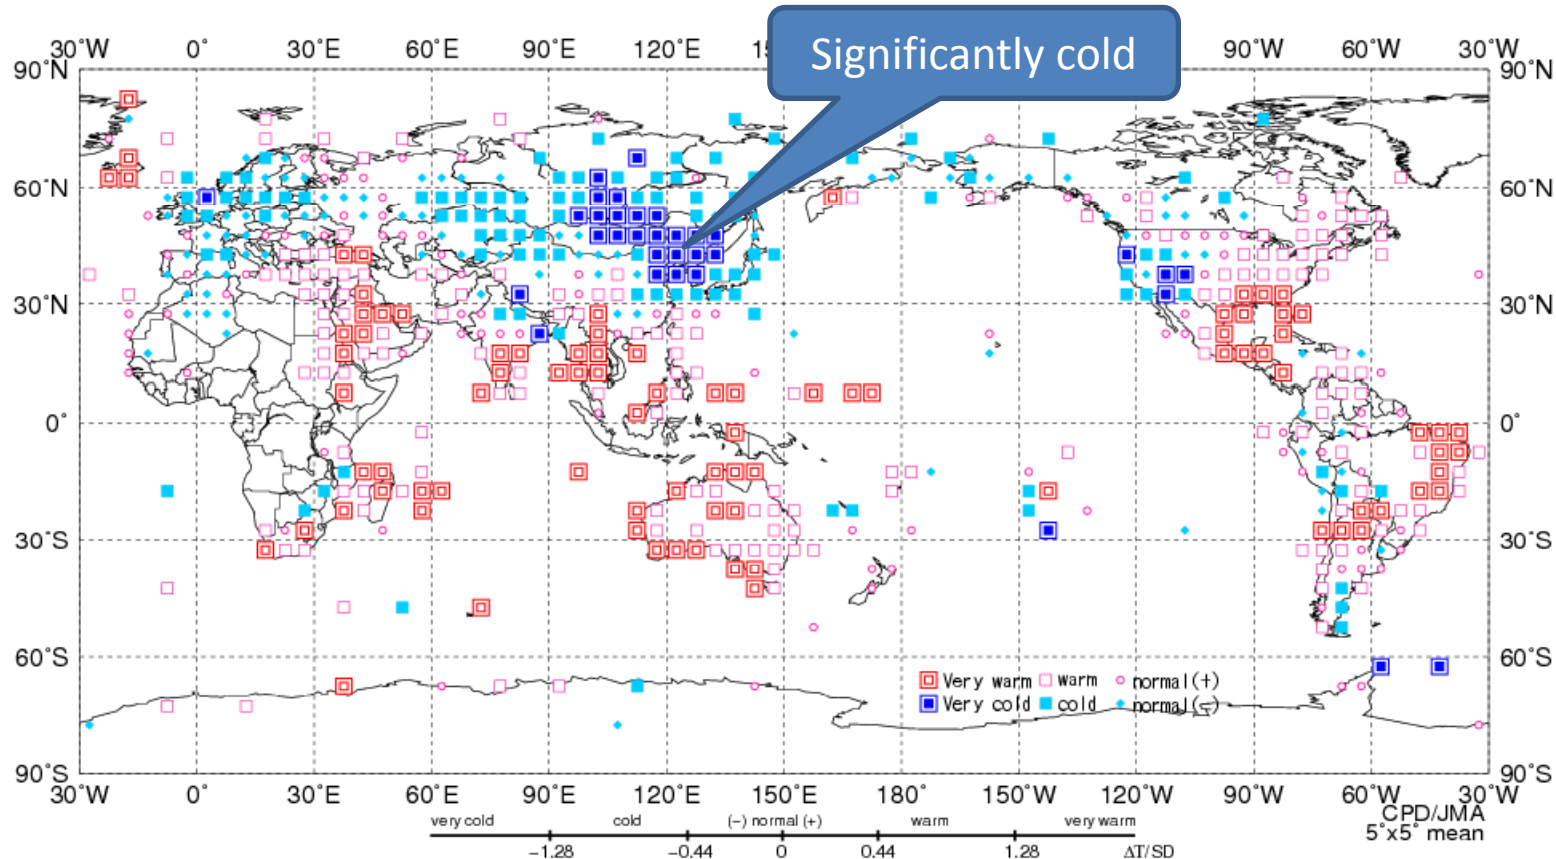 Significantly cold
30°W 0° 30°E 60°E 90°E 120°E 90°W 60°W 30°W
90°N 90°N
60°N 60°N
30°N 30°N
0° 0°
30°S 30°S
60°S 60°S
Very warm warm normal(+)
Very cold cold normal(-)
90°S 90°S
30°W 0° 30°E 60°E 90°E 120°E 150°E 180° 150°W 120°W 90°W 60°W 30°W
CPD/JMA
5°x5° mean
very cold cold (-) normal (+) warm very warm
-1.28 -0.44 0 0.44 1.28 ΔT/SD